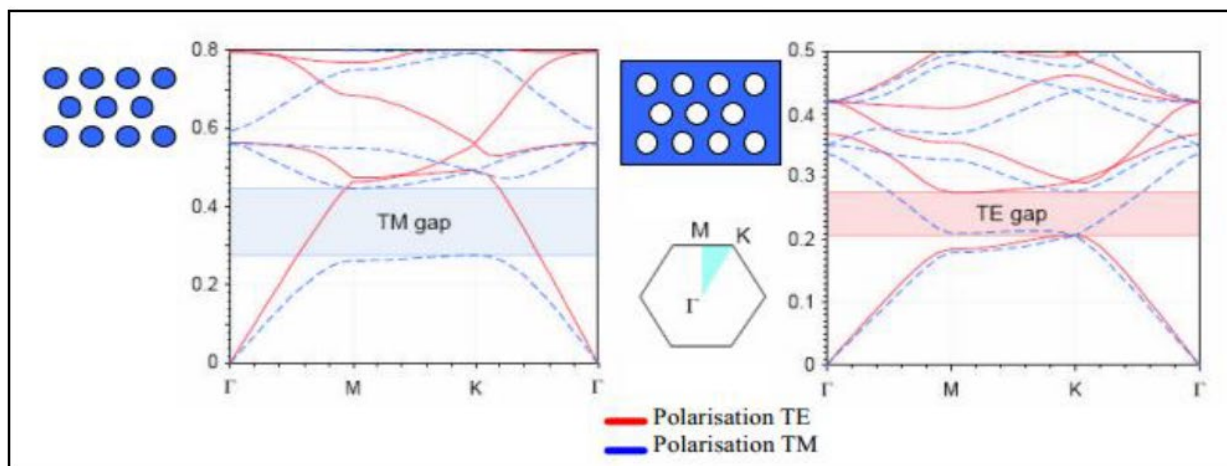 0.8
0.6
0.4
0.2
0
TM gap
Γ
M
K
Γ
M
K
Γ
0.5
0.4
0.3
0.2
0.1
0
TE gap
Γ
M
K
Γ
Polarisation TE
Polarisation TM